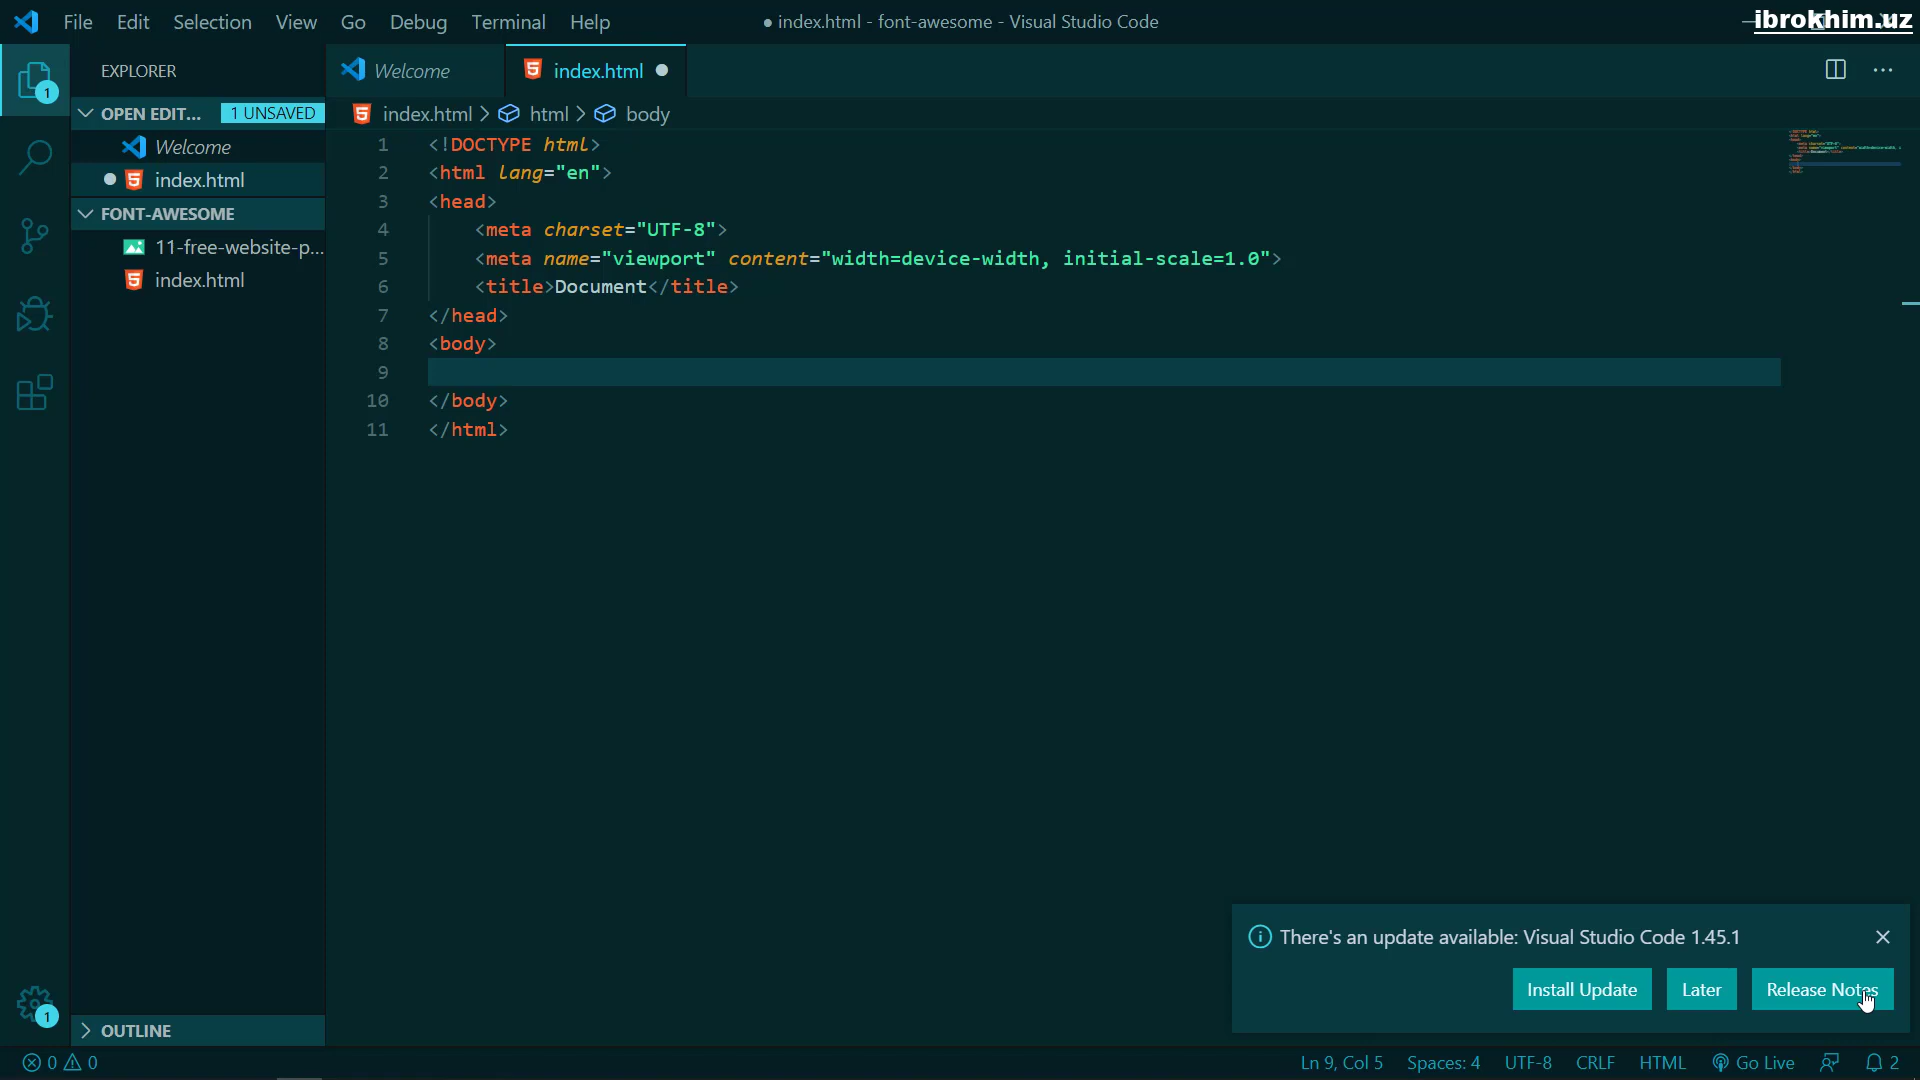 File Edit Selection View Go Debug Terminal Help
● index.html - font-awesome - Visual Studio Code
ibrokhim.uz
EXPLORER
OPEN EDIT... 1 UNSAVED
Welcome
index.html
FONT-AWESOME
11-free-website-p...
index.html
OUTLINE
Welcome
index.html
index.html > html > body
1 <!DOCTYPE html>
2 <html lang="en">
3 <head>
4 <meta charset="UTF-8">
5 <meta name="viewport" content="width=device-width, initial-scale=1.0">
6 <title>Document</title>
7 </head>
8 <body>
9
10 </body>
11 </html>
There's an update available: Visual Studio Code 1.45.1
Install Update Later Release Notes
1
1
0 0
Ln 9, Col 5 Spaces: 4 UTF-8 CRLF HTML Go Live 2